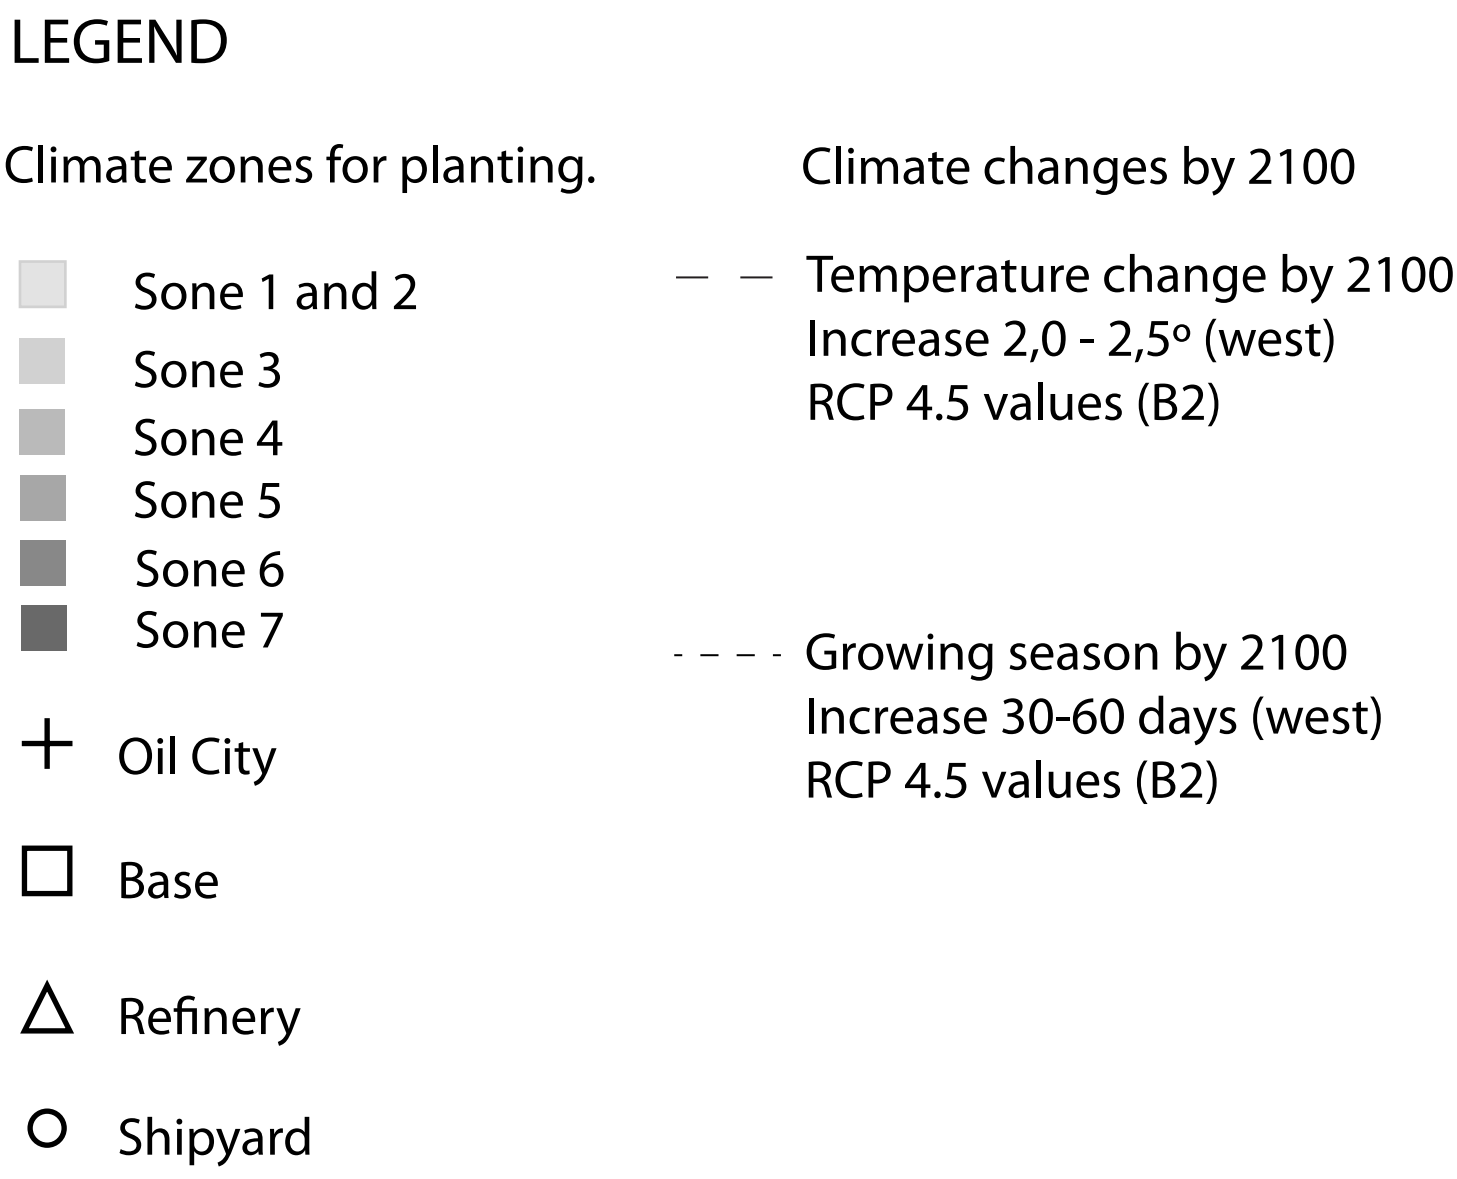 LEGEND
Climate zones for planting.
Sone 1 and 2
Sone 3
Sone 4
Sone 5
Sone 6
Sone 7
Oil City
Base
Refinery
Shipyard
Climate changes by 2100
Temperature change by 2100
Increase 2,0 - 2,5º (west)
RCP 4.5 values (B2)
Growing season by 2100
Increase 30-60 days (west)
RCP 4.5 values (B2)